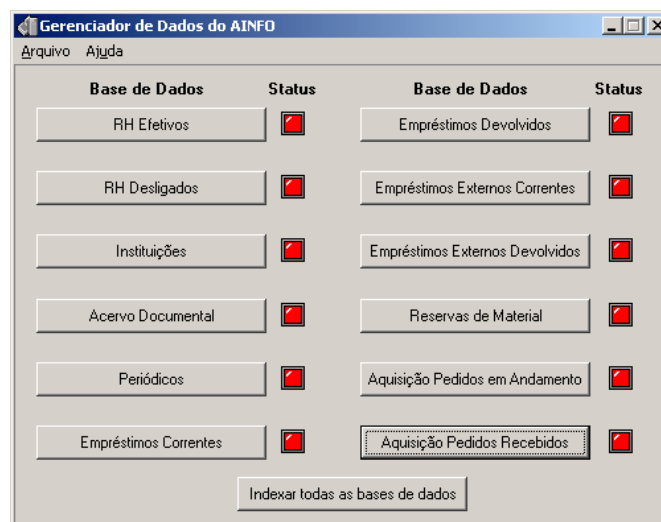 Gerenciador de Dados do AINFO
Arquivo Ajuda
Base de Dados Status Base de Dados Status
RH Efetivos Empréstimos Devolvidos
RH Desligados Empréstimos Externos Correntes
Instituições Empréstimos Externos Devolvidos
Acervo Documental Reservas de Material
Periódicos Aquisição Pedidos em Andamento
Empréstimos Correntes Aquisição Pedidos Recebidos
Indexar todas as bases de dados